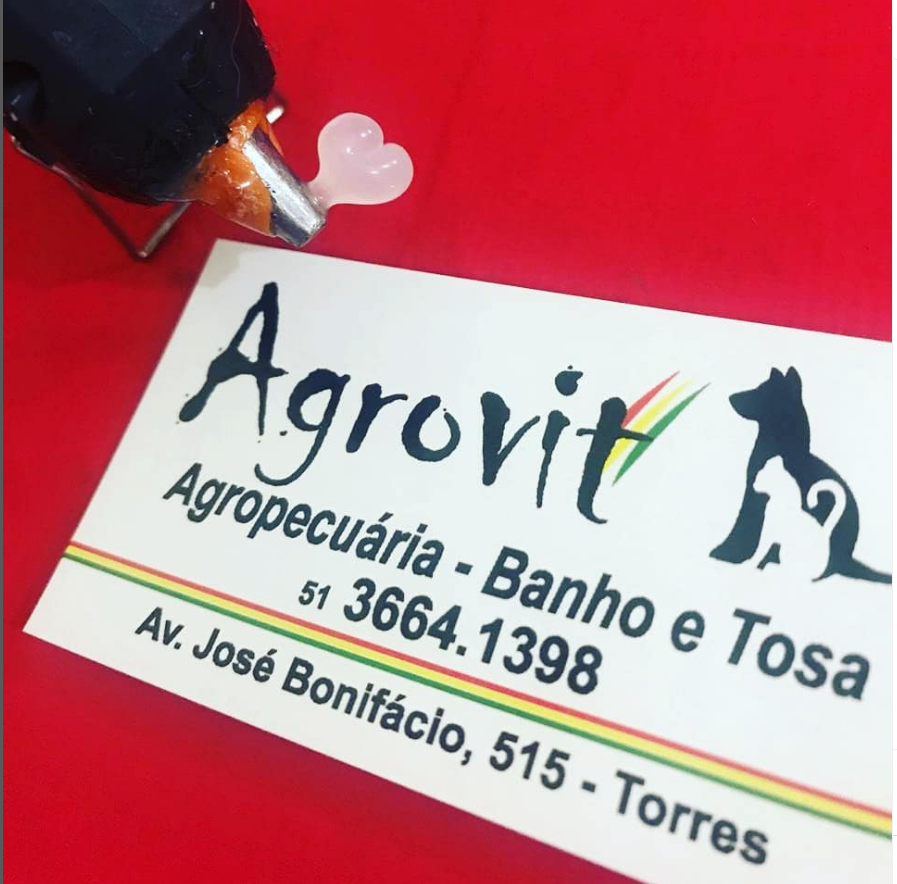 Agrovit
Agropecuária - Banho e Tosa
51 3664.1398
Av. José Bonifácio, 515 - Torres